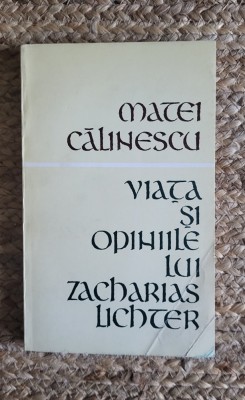 MATEI
CĂLINESCU
VIAȚA
ȘI
OPINIILE
LUI
ZACHARIAS
LICHTER